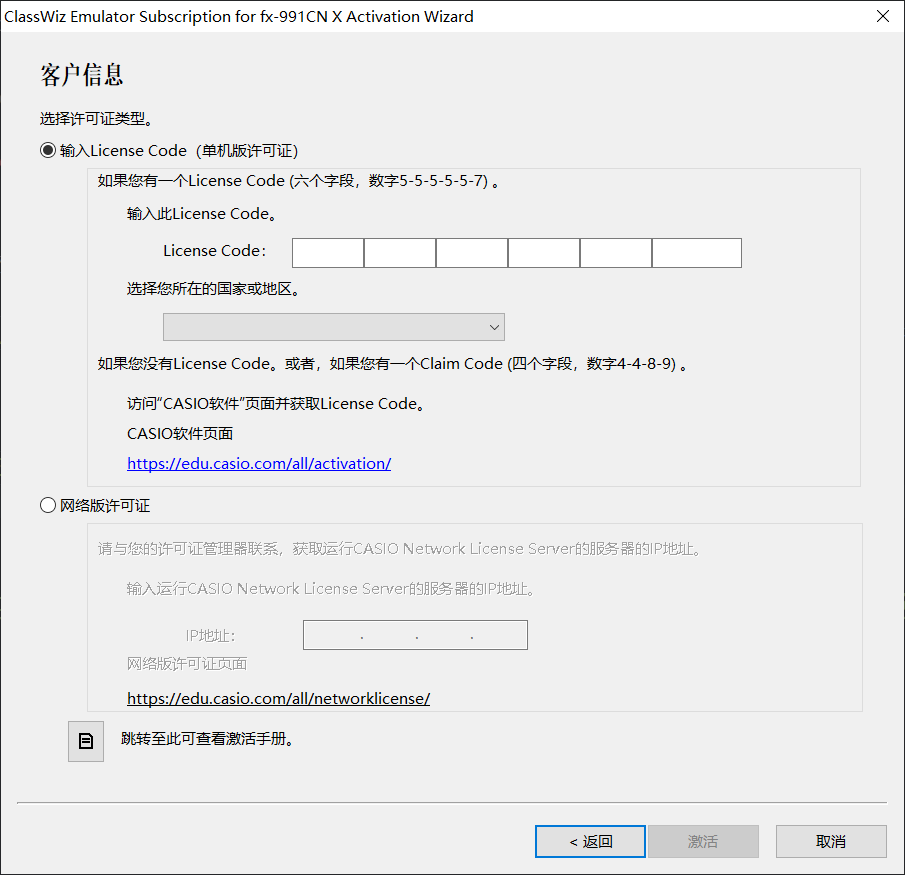 ClassWiz Emulator Subscription for fx-991CN X Activation Wizard
客户信息
选择许可证类型。
输入License Code（单机版许可证）
如果您有一个License Code (六个字段，数字5-5-5-5-5-7) 。
输入此License Code。
License Code：
选择您所在的国家或地区。
如果您没有License Code。或者，如果您有一个Claim Code (四个字段，数字4-4-8-9) 。
访问“CASIO软件”页面并获取License Code。
CASIO软件页面
https://edu.casio.com/all/activation/
网络版许可证
请与您的许可证管理器联系，获取运行CASIO Network License Server的服务器的IP地址。
输入运行CASIO Network License Server的服务器的IP地址。
IP地址： . . .
网络版许可证页面
https://edu.casio.com/all/networklicense/
跳转至此可查看激活手册。
< 返回 激活 取消